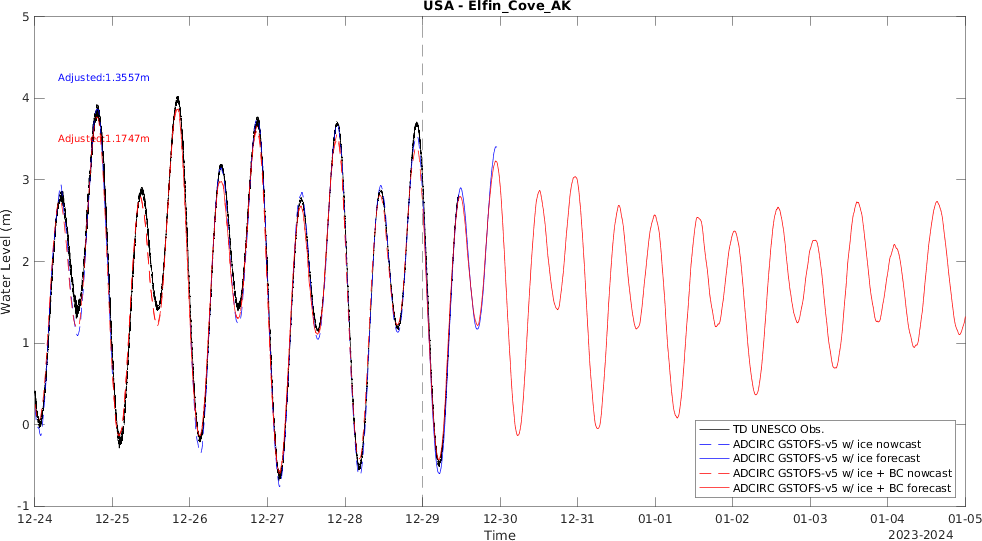 USA - Elfin_Cove_AK
5
Adjusted:1.3557m
4
Adjusted:1.1747m
3
2
1
0
-1
Water Level (m)
TD UNESCO Obs.
ADCIRC GSTOFS-v5 w/ ice nowcast
ADCIRC GSTOFS-v5 w/ ice forecast
ADCIRC GSTOFS-v5 w/ ice + BC nowcast
ADCIRC GSTOFS-v5 w/ ice + BC forecast
12-24 12-25 12-26 12-27 12-28 12-29 12-30 12-31 01-01 01-02 01-03 01-04 01-05
Time
2023-2024